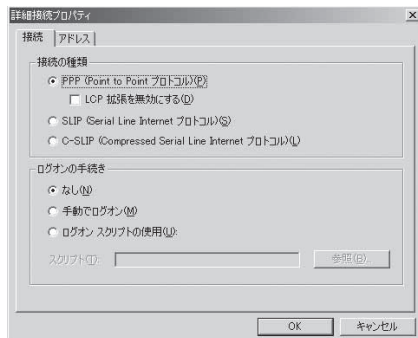 詳細接続プロパティ
接続 アドレス
接続の種類
PPP (Point to Point プロトコル)(P)
LCP 拡張を無効にする(D)
SLIP (Serial Line Internet プロトコル)(S)
C-SLIP (Compressed Serial Line Internet プロトコル)(L)
ログオンの手続き
なし(N)
手動でログオン(M)
ログオン スクリプトの使用(U):
スクリプト(T): 参照(B)...
OK キャンセル